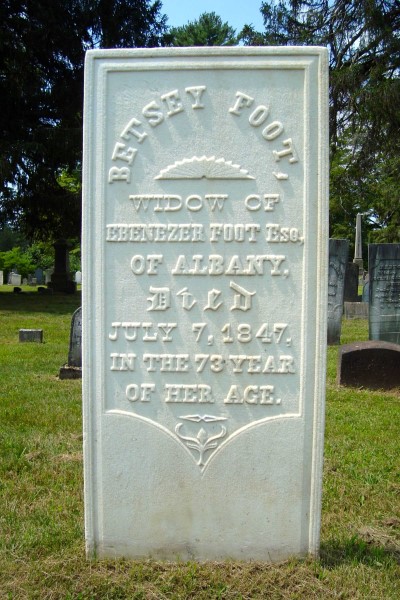 BETSEY FOOT,
WIDOW OF
EBENEZER FOOT Esq.
OF ALBANY,
Died
JULY 7, 1847,
IN THE 73 YEAR
OF HER AGE.